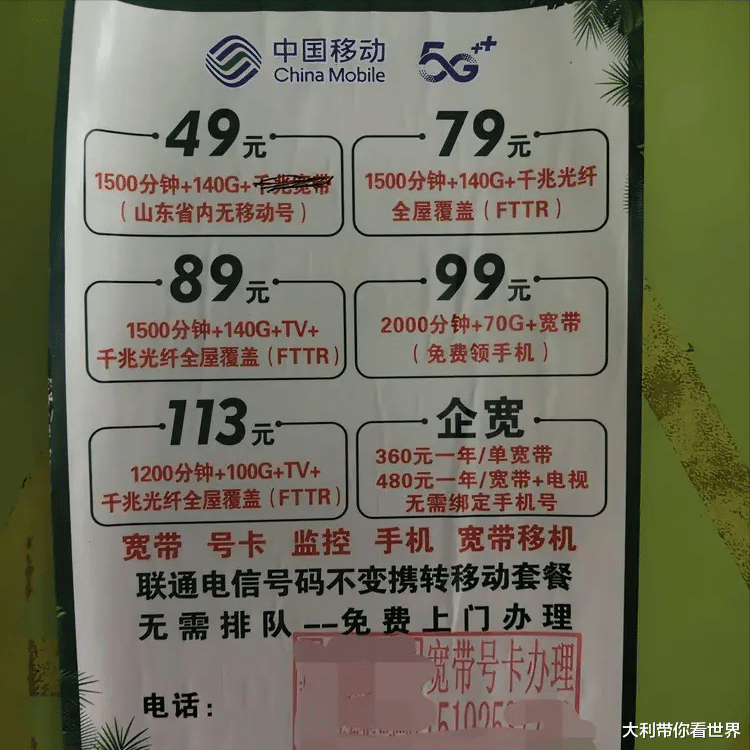 中国移动
China Mobile
5G++
49元
1500分钟+140G+千兆宽带
（山东省内无移动号）
79元
1500分钟+140G+千兆光纤
全屋覆盖（FTTR）
89元
1500分钟+140G+TV+
千兆光纤全屋覆盖（FTTR）
99元
2000分钟+70G+宽带
（免费领手机）
113元
1200分钟+100G+TV+
千兆光纤全屋覆盖（FTTR）
企宽
360元一年/单宽带
480元一年/宽带+电视
无需绑定手机号
宽带 号卡 监控 手机 宽带移机
联通电信号码不变携转移动套餐
无需排队--免费上门办理
宽带号卡办理
电话：
大利带你看世界